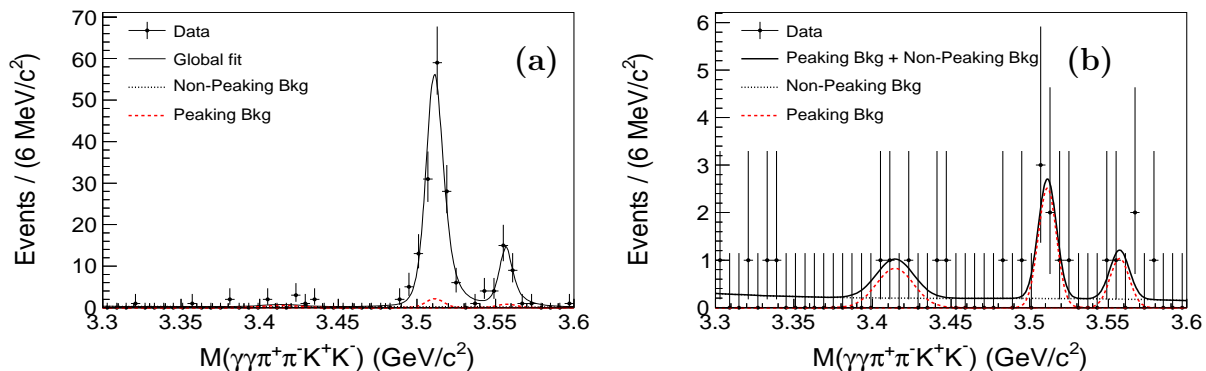 70
60
50
40
30
20
10
0
Events / (6 MeV/c²)
Data
Global fit
Non-Peaking Bkg
Peaking Bkg
(a)
3.3 3.35 3.4 3.45 3.5 3.55 3.6
M(γγπ⁺π⁻K⁺K⁻) (GeV/c²)
6
5
4
3
2
1
0
Events / (6 MeV/c²)
Data
Peaking Bkg + Non-Peaking Bkg
Non-Peaking Bkg
Peaking Bkg
(b)
3.3 3.35 3.4 3.45 3.5 3.55 3.6
M(γγπ⁺π⁻K⁺K⁻) (GeV/c²)